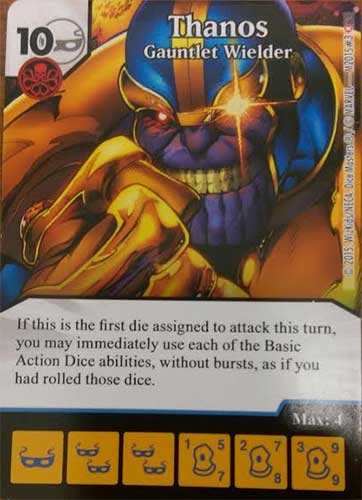 10
Thanos
Gauntlet Wielder
If this is the first die assigned to attack this turn,
you may immediately use each of the Basic
Action Dice abilities, without bursts, as if you
had rolled those dice.
Max: 4
1 5 7
2 7 8
3 9 9